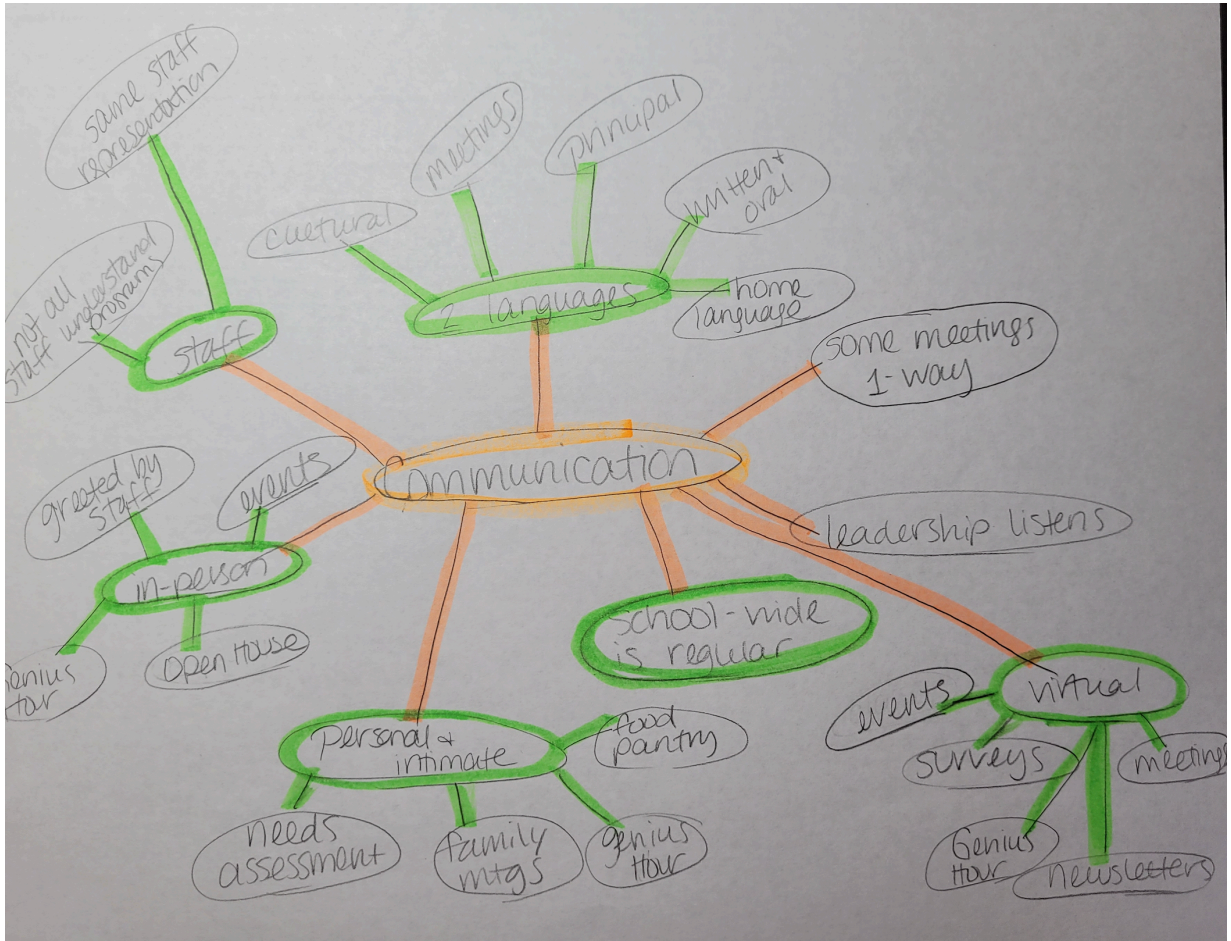 same staff
representation
meetings
principal
written +
oral
cultural
2 languages
home
language
not all
staff understand
programs
staff
some meetings
1-way
Communication
greeted by
staff
events
leadership listens
in-person
school-wide
is regular
Genius
Hour
Open House
virtual
events
personal +
intimate
food
pantry
surveys
meetings
needs
assessment
family
mtgs
genius
Hour
Genius
Hour
newsletters